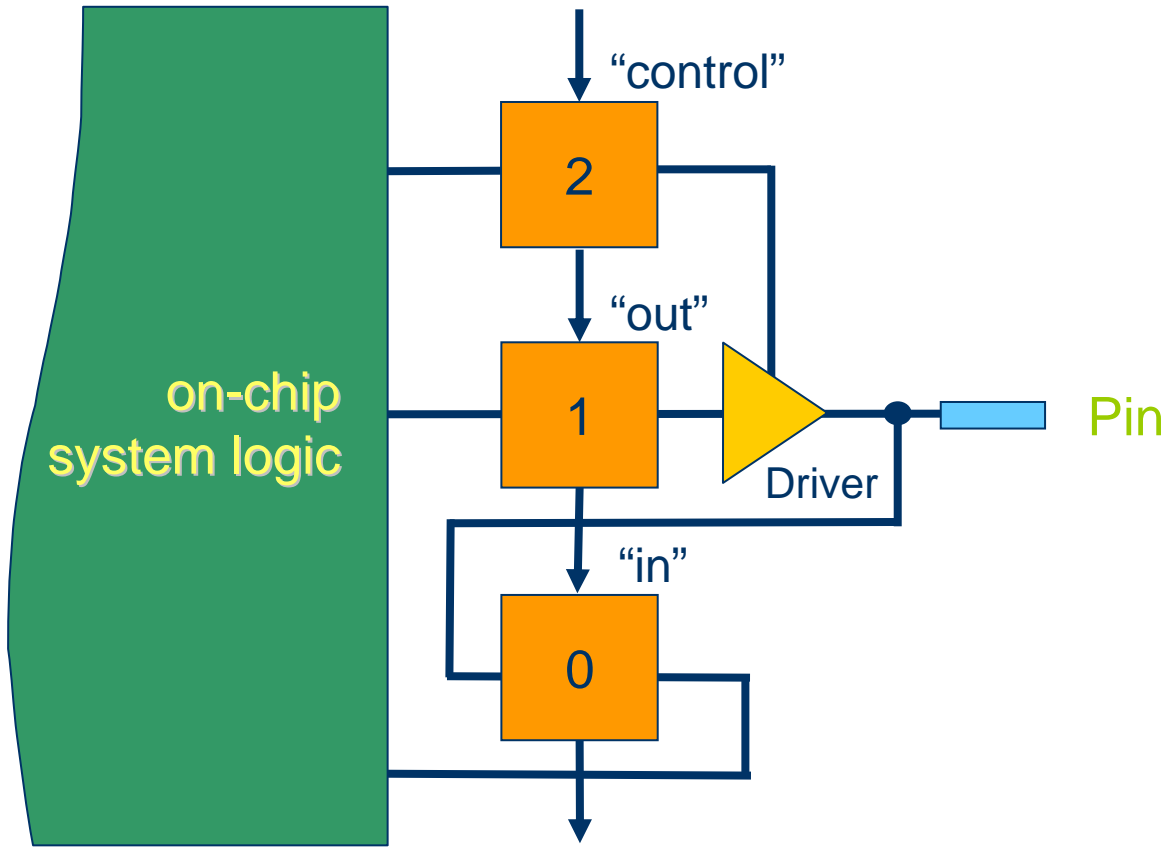 “control”
2
“out”
on-chip
system logic
1
Pin
Driver
“in”
0